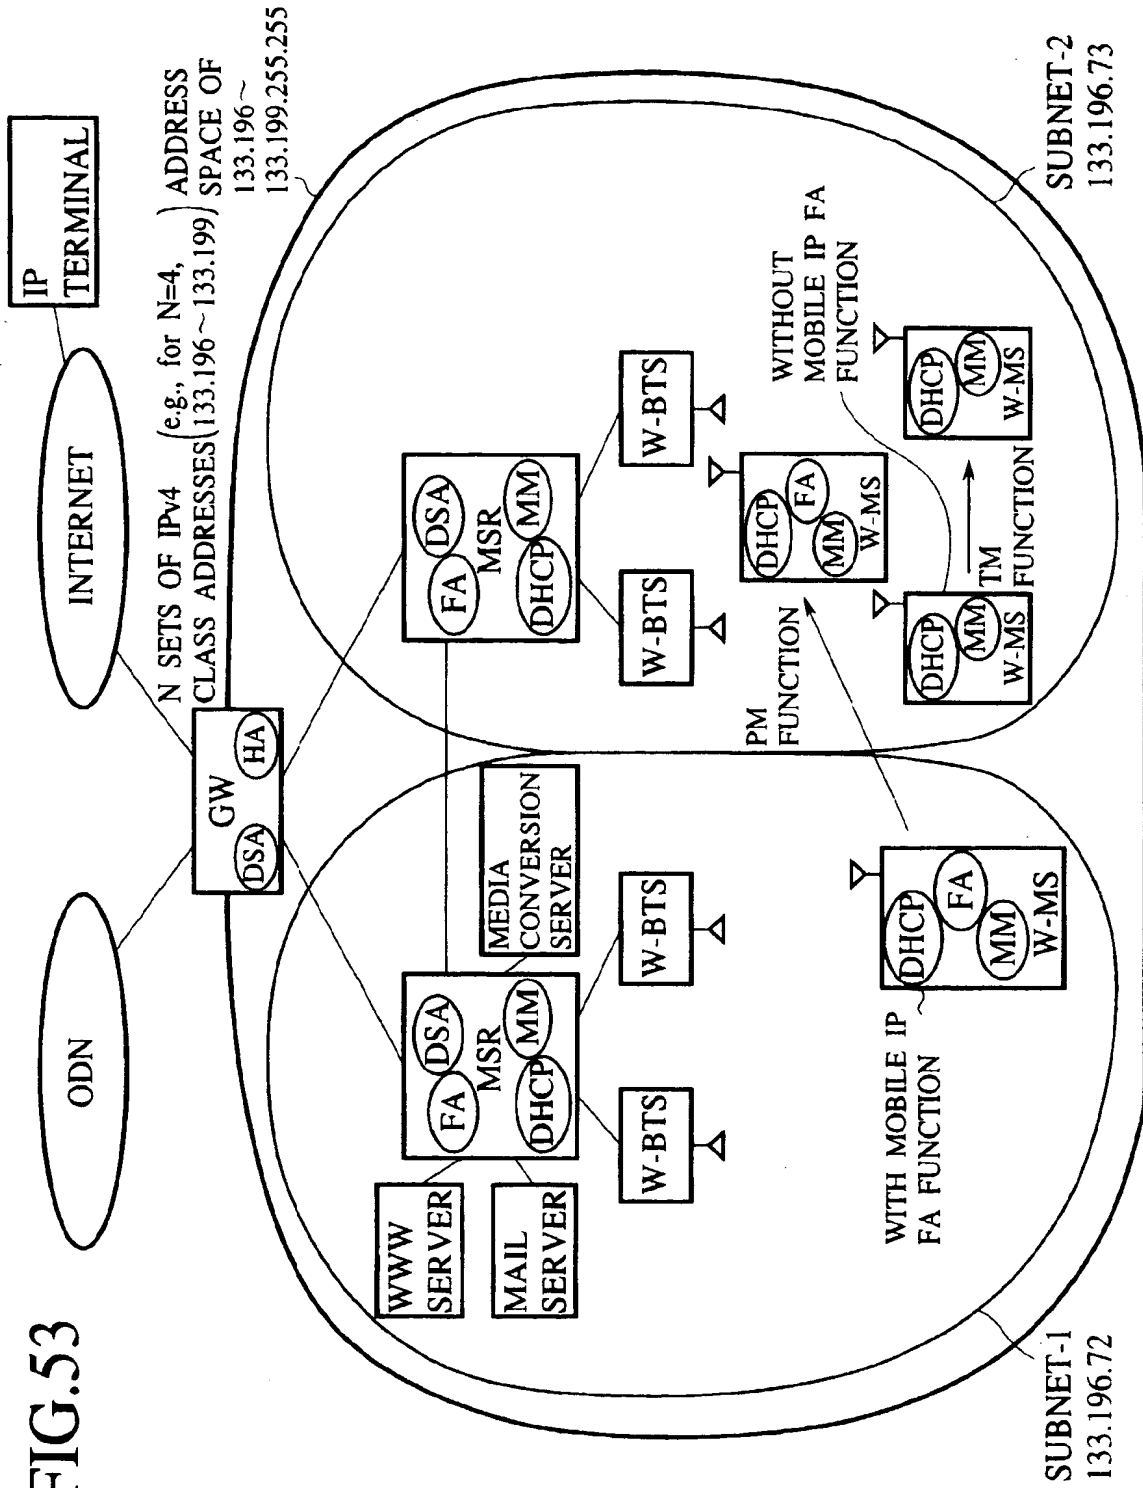 FIG.53
ODN
INTERNET
IP
TERMINAL
GW
DSA
HA
N SETS OF IPv4
CLASS ADDRESSES
(e.g., for N=4,
133.196~133.199)
ADDRESS
SPACE OF
133.196~
133.199.255.255
WWW
SERVER
MAIL
SERVER
FA
DSA
MSR
DHCP
MM
MEDIA
CONVERSION
SERVER
FA
DSA
MSR
DHCP
MM
W-BTS
W-BTS
W-BTS
W-BTS
WITH MOBILE IP
FA FUNCTION
DHCP
FA
MM
W-MS
PM
FUNCTION
DHCP
FA
MM
W-MS
WITHOUT
MOBILE IP FA
FUNCTION
DHCP
MM
W-MS
TM
FUNCTION
DHCP
MM
W-MS
SUBNET-1
133.196.72
SUBNET-2
133.196.73